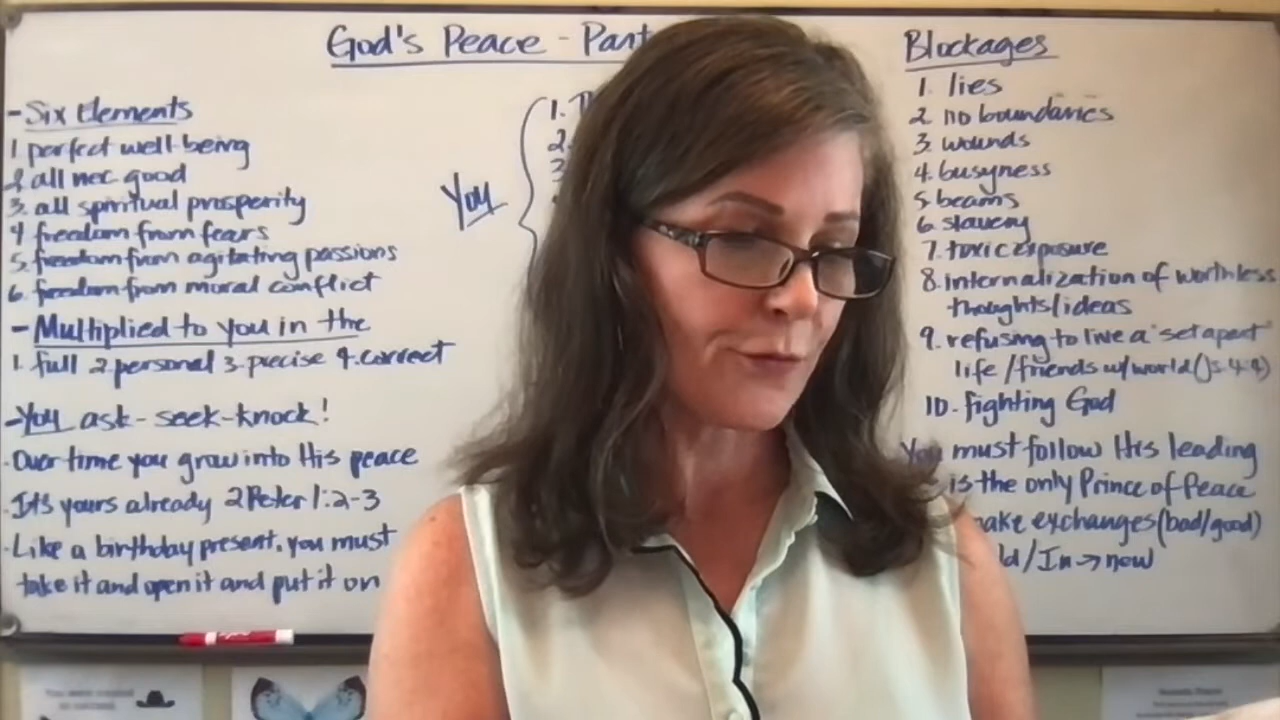 God's Peace - Part
- Six Elements
1. perfect well-being
2. all nec. good
3. all spiritual prosperity
4. freedom from fears
5. freedom from agitating passions
6. freedom from moral conflict
- Multiplied to you in the
1. full 2. personal 3. precise 4. correct
- You ask - seek - knock!
· Over time you grow into His peace
· It's yours already 2 Peter 1:2-3
· Like a birthday present, you must
take it and open it and put it on
You
1.
2.
3.
Blockages
1. lies
2. no boundaries
3. wounds
4. busyness
5. beams
6. slavery
7. toxic exposure
8. internalization of worthless
thoughts/ideas
9. refusing to live a "set apart"
life / friends w/world (Js 4:4)
10. fighting God
You must follow His leading
is the only Prince of Peace
make exchanges (bad/good)
/In → new
You were created